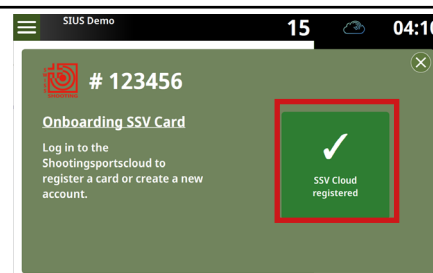 SIUS Demo
15
04:10
# 123456
Onboarding SSV Card
Log in to the
Shootingsportscloud to
register a card or create a new
account.
SSV Cloud
registered